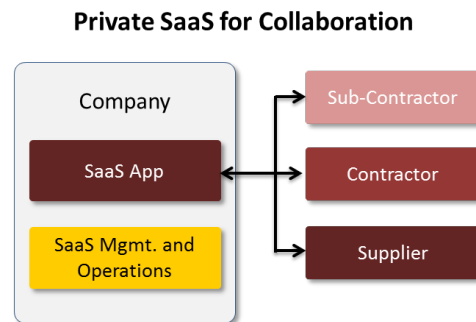 Private SaaS for Collaboration
Company
SaaS App
SaaS Mgmt. and
Operations
Sub-Contractor
Contractor
Supplier